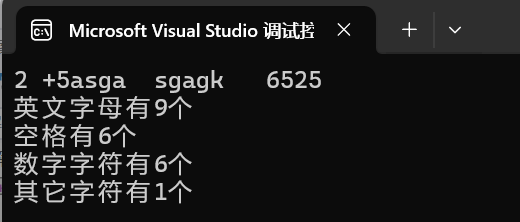 Microsoft Visual Studio 调试控
2 +5asga  sgagk   6525
英文字母有9个
空格有6个
数字字符有6个
其它字符有1个